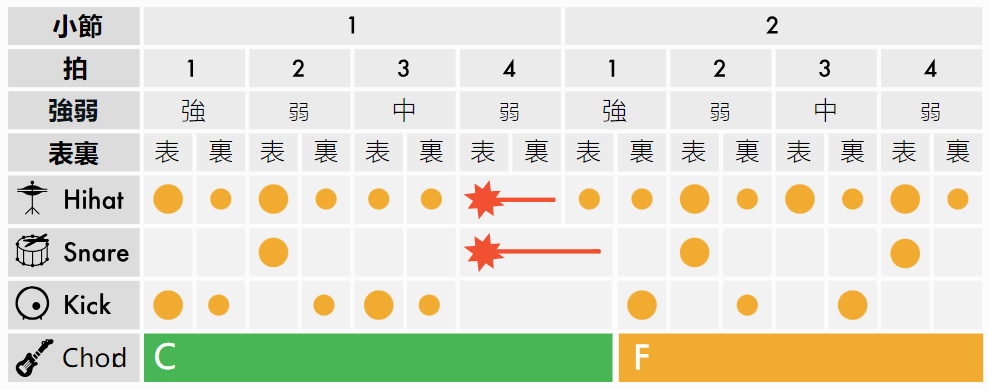 小節 1 2
拍 1 2 3 4 1 2 3 4
強弱 強 弱 中 弱 強 弱 中 弱
表裏 表 裏 表 裏 表 裏 表 裏 表 裏 表 裏 表 裏 表 裏
Hihat
Snare
Kick
Chod C F